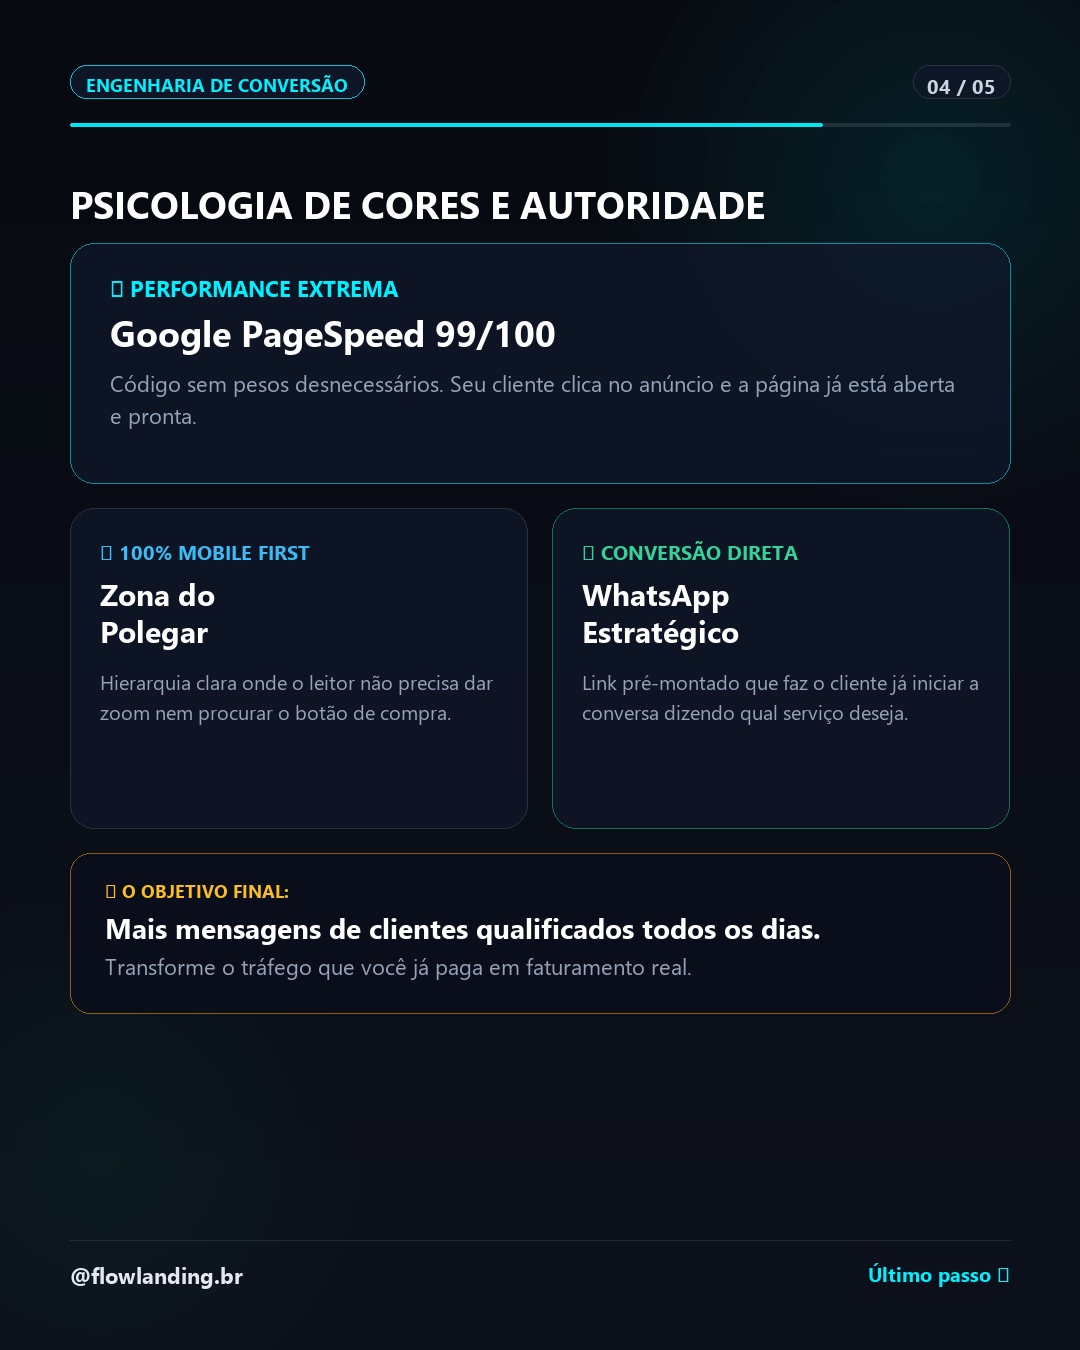 ENGENHARIA DE CONVERSÃO
04 / 05
PSICOLOGIA DE CORES E AUTORIDADE
PERFORMANCE EXTREMA
Google PageSpeed 99/100
Código sem pesos desnecessários. Seu cliente clica no anúncio e a página já está aberta
e pronta.
100% MOBILE FIRST
Zona do
Polegar
Hierarquia clara onde o leitor não precisa dar
zoom nem procurar o botão de compra.
CONVERSÃO DIRETA
WhatsApp
Estratégico
Link pré-montado que faz o cliente já iniciar a
conversa dizendo qual serviço deseja.
O OBJETIVO FINAL:
Mais mensagens de clientes qualificados todos os dias.
Transforme o tráfego que você já paga em faturamento real.
@flowlanding.br
Último passo